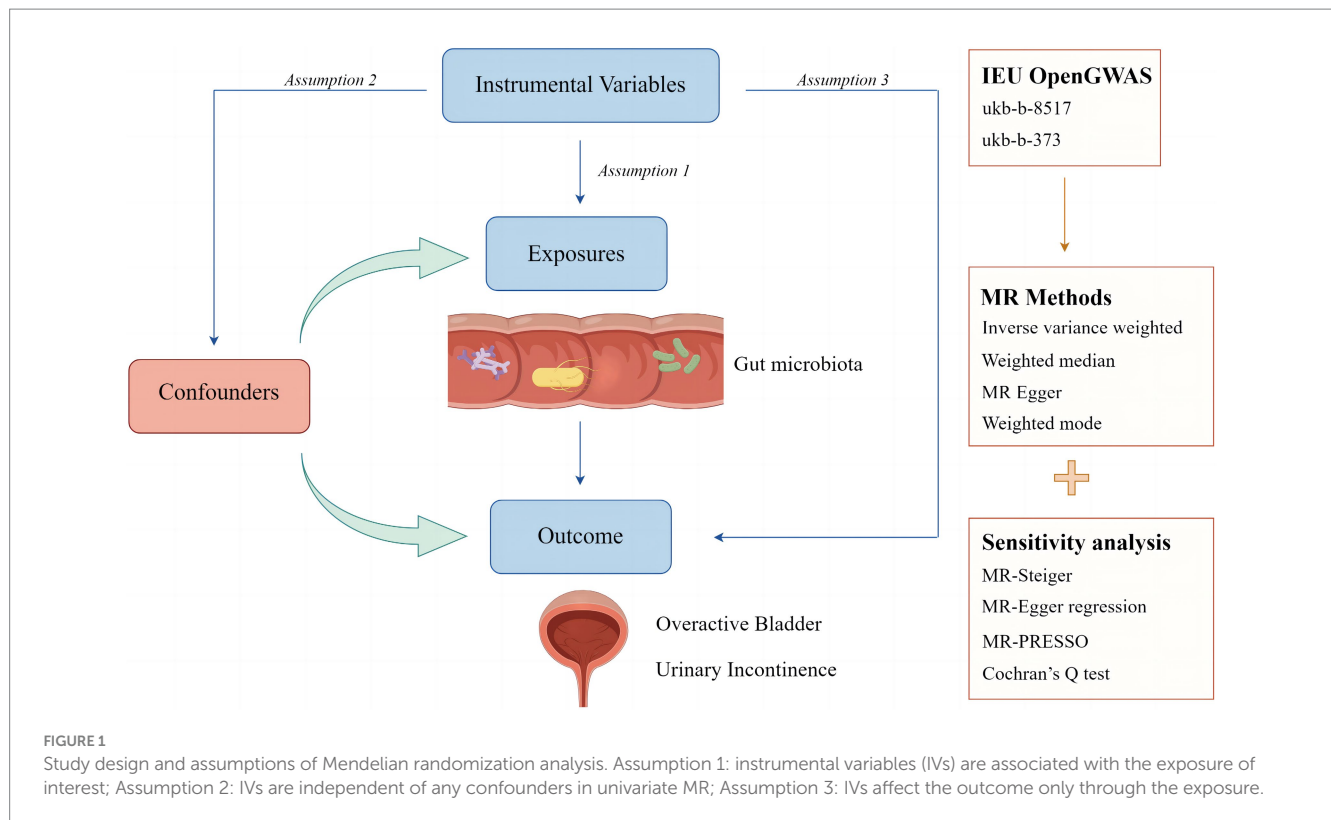 Assumption 2
Instrumental Variables
Assumption 3
Assumption 1
Exposures
Gut microbiota
Confounders
Outcome
Overactive Bladder
Urinary Incontinence
IEU OpenGWAS
ukb-b-8517
ukb-b-373
MR Methods
Inverse variance weighted
Weighted median
MR Egger
Weighted mode
Sensitivity analysis
MR-Steiger
MR-Egger regression
MR-PRESSO
Cochran's Q test
FIGURE 1
Study design and assumptions of Mendelian randomization analysis. Assumption 1: instrumental variables (IVs) are associated with the exposure of
interest; Assumption 2: IVs are independent of any confounders in univariate MR; Assumption 3: IVs affect the outcome only through the exposure.